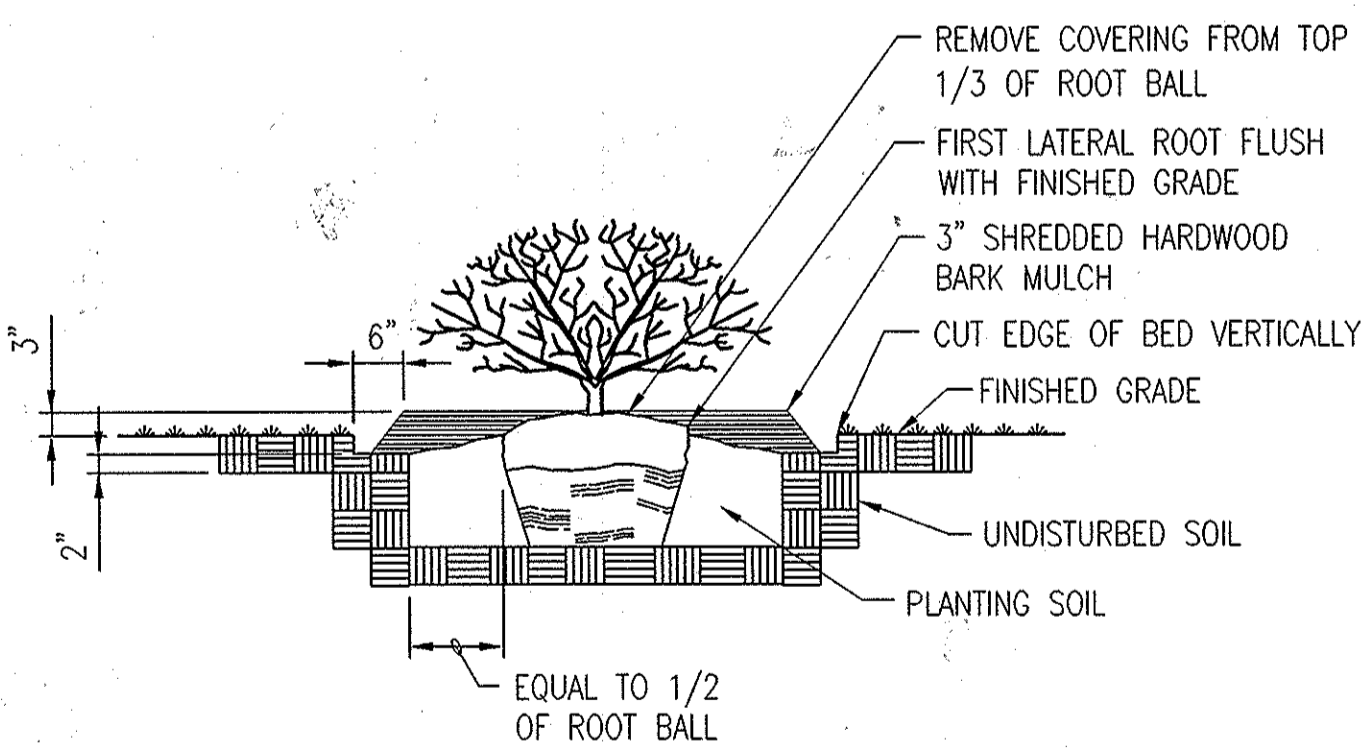 REMOVE COVERING FROM TOP
1/3 OF ROOT BALL
FIRST LATERAL ROOT FLUSH
WITH FINISHED GRADE
3" SHREDDED HARDWOOD
BARK MULCH
CUT EDGE OF BED VERTICALLY
FINISHED GRADE
3"
6"
2"
UNDISTURBED SOIL
PLANTING SOIL
EQUAL TO 1/2
OF ROOT BALL